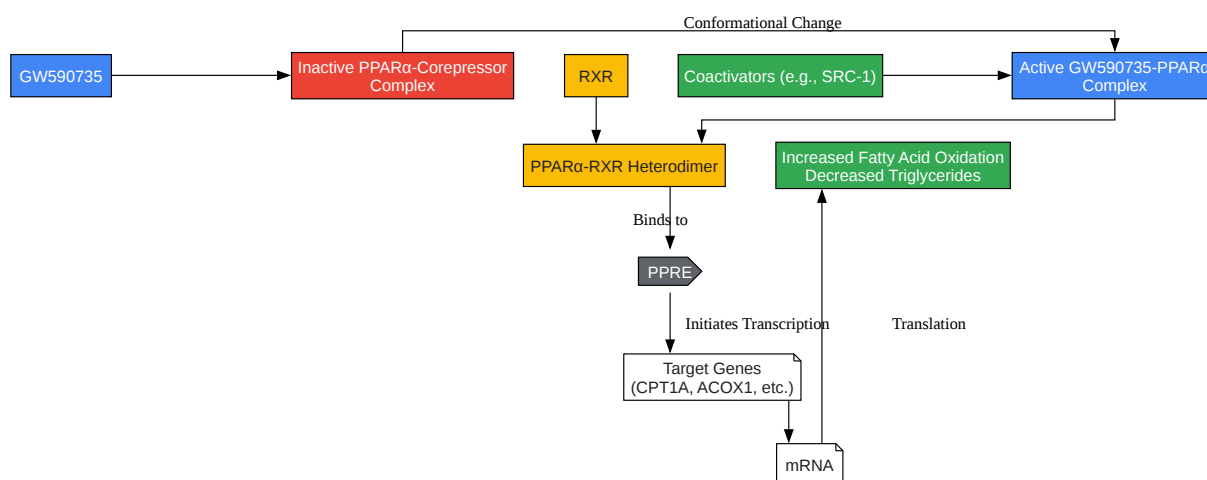 Conformational Change
GW590735
Inactive PPARα-Corepressor
Complex
RXR
Coactivators (e.g., SRC-1)
Active GW590735-PPARα
Complex
PPARα-RXR Heterodimer
Increased Fatty Acid Oxidation
Decreased Triglycerides
Binds to
PPRE
Initiates Transcription
Translation
Target Genes
(CPT1A, ACOX1, etc.)
mRNA